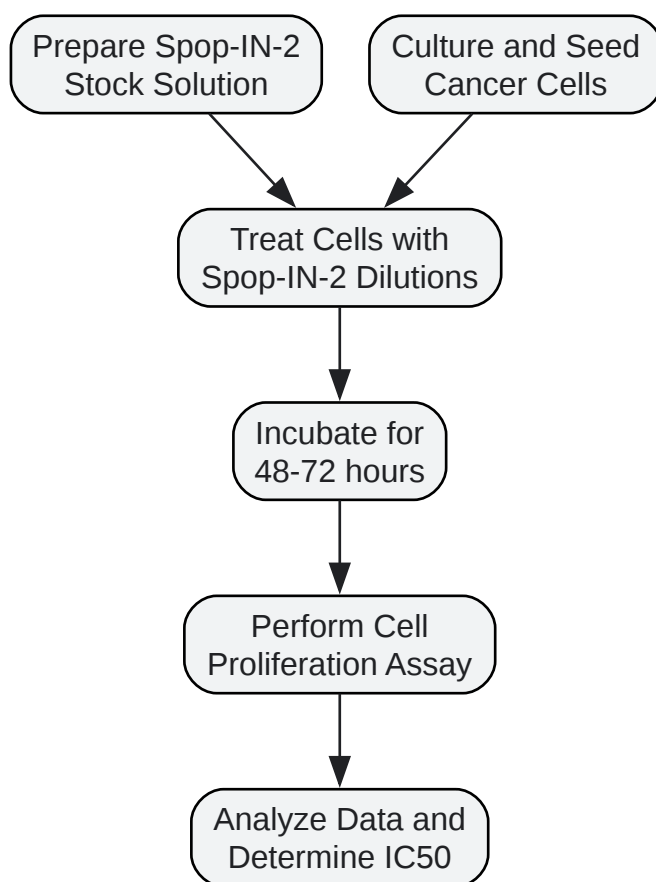 Prepare Spop-IN-2
Stock Solution
Culture and Seed
Cancer Cells
Treat Cells with
Spop-IN-2 Dilutions
Incubate for
48-72 hours
Perform Cell
Proliferation Assay
Analyze Data and
Determine IC50